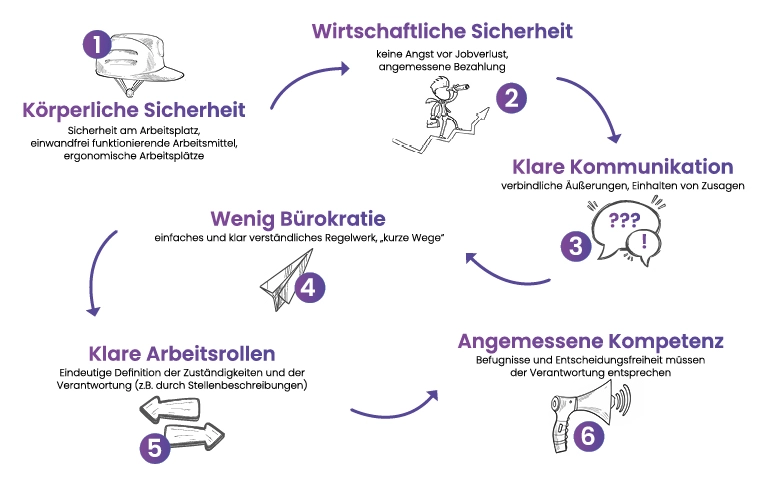 1
Körperliche Sicherheit
Sicherheit am Arbeitsplatz,
einwandfrei funktionierende Arbeitsmittel,
ergonomische Arbeitsplätze
Wirtschaftliche Sicherheit
keine Angst vor Jobverlust,
angemessene Bezahlung
2
Klare Kommunikation
verbindliche Äußerungen, Einhalten von Zusagen
???
!
3
Wenig Bürokratie
einfaches und klar verständliches Regelwerk, „kurze Wege“
4
Klare Arbeitsrollen
Eindeutige Definition der Zuständigkeiten und der
Verantwortung (z.B. durch Stellenbeschreibungen)
5
Angemessene Kompetenz
Befugnisse und Entscheidungsfreiheit müssen
der Verantwortung entsprechen
6